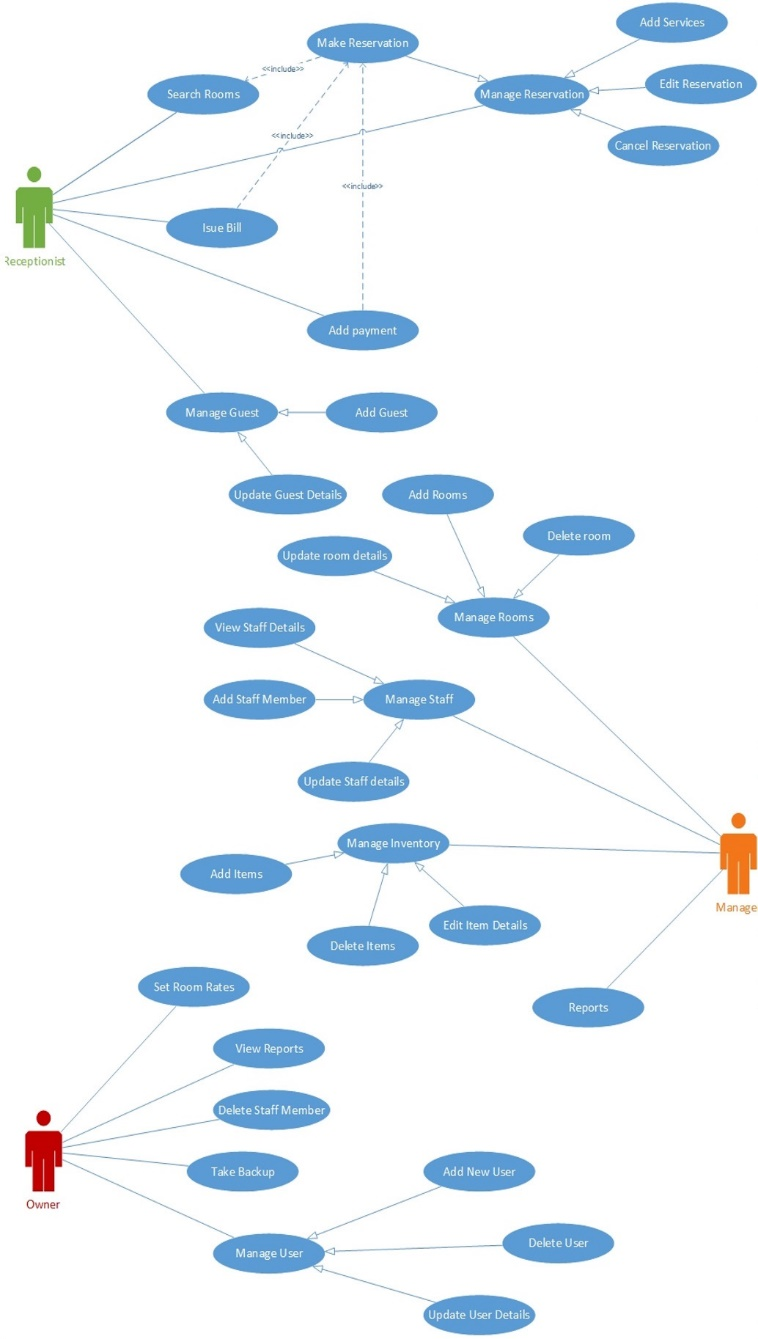 Add Services
Make Reservation
<<include>>
Search Rooms
Manage Reservation
Edit Reservation
<<include>>
Cancel Reservation
<<include>>
Isue Bill
Receptionist
Add payment
Manage Guest
Add Guest
Update Guest Details
Add Rooms
Delete room
Update room details
Manage Rooms
View Staff Details
Add Staff Member
Manage Staff
Update Staff details
Manage Inventory
Add Items
Manage
Edit Item Details
Delete Items
Set Room Rates
Reports
View Reports
Delete Staff Member
Take Backup
Add New User
Owner
Manage User
Delete User
Update User Details